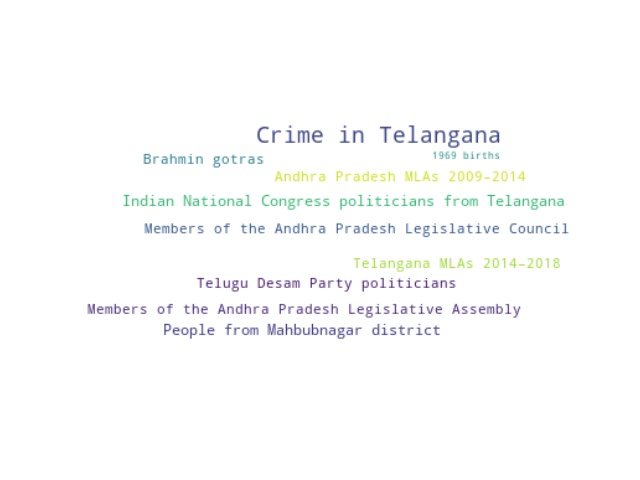 Crime in Telangana
Brahmin gotras
1969 births
Andhra Pradesh MLAs 2009–2014
Indian National Congress politicians from Telangana
Members of the Andhra Pradesh Legislative Council
Telangana MLAs 2014–2018
Telugu Desam Party politicians
Members of the Andhra Pradesh Legislative Assembly
People from Mahbubnagar district